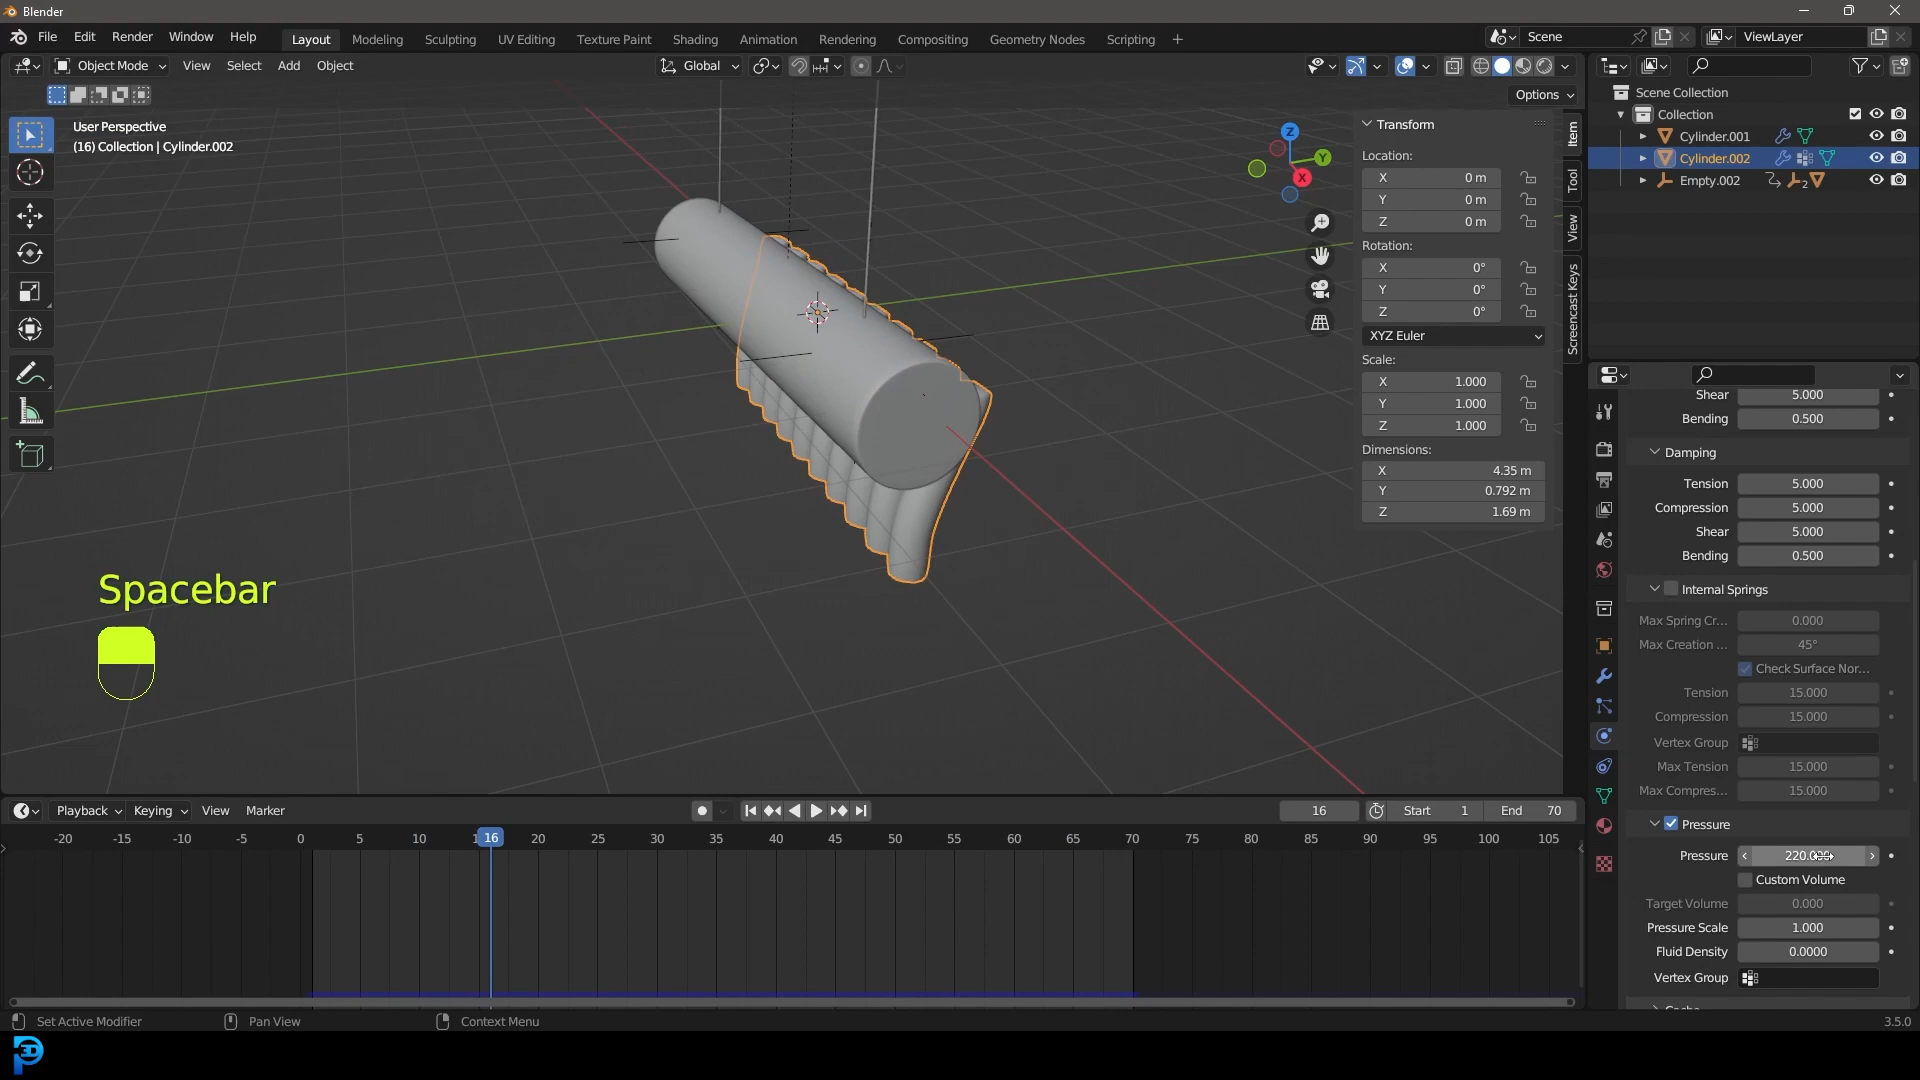 Blender
File Edit Render Window Help Layout Modeling Sculpting UV Editing Texture Paint Shading Animation Rendering Compositing Geometry Nodes Scripting + Scene ViewLayer
Object Mode View Select Add Object Global
Options
User Perspective
(16) Collection | Cylinder.002
Z
Y
X
Transform
Location:
X 0 m
Y 0 m
Z 0 m
Rotation:
X 0°
Y 0°
Z 0°
XYZ Euler
Scale:
X 1.000
Y 1.000
Z 1.000
Dimensions:
X 4.35 m
Y 0.792 m
Z 1.69 m
Item
Tool
View
Screencast Keys
Scene Collection
Collection
Cylinder.001
Cylinder.002
Empty.002 2
Shear 5.000
Bending 0.500
Damping
Tension 5.000
Compression 5.000
Shear 5.000
Bending 0.500
Internal Springs
Max Spring Cr... 0.000
Max Creation ... 45°
Check Surface Nor...
Tension 15.000
Compression 15.000
Vertex Group
Max Tension 15.000
Max Compres... 15.000
Pressure
Pressure
Custom Volume
Target Volume 0.000
Pressure Scale 1.000
Fluid Density 0.0000
Vertex Group
Spacebar
Playback Keying View Marker 16 Start 1 End 70
-20 -15 -10 -5 0 5 10 16 20 25 30 35 40 45 50 55 60 65 70 75 80 85 90 95 100 105
Set Active Modifier Pan View Context Menu 3.5.0